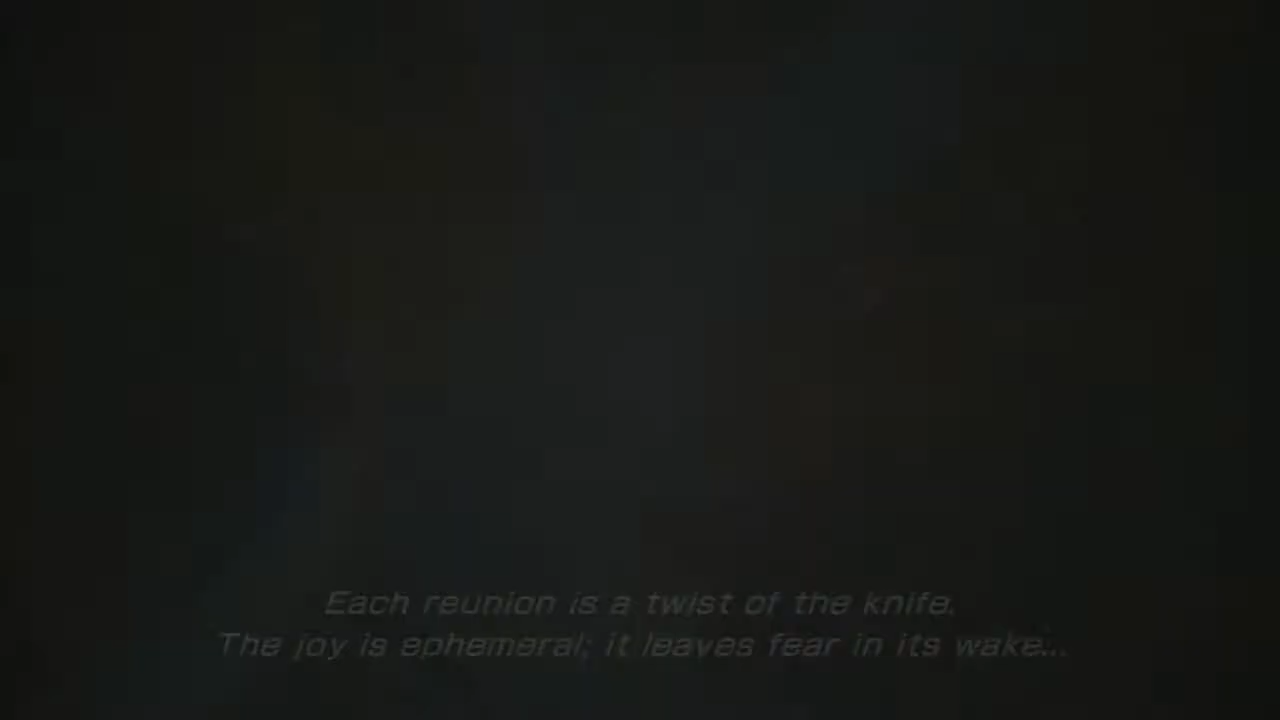 Each reunion is a twist of the knife.
The joy is ephemeral; it leaves fear in its wake...